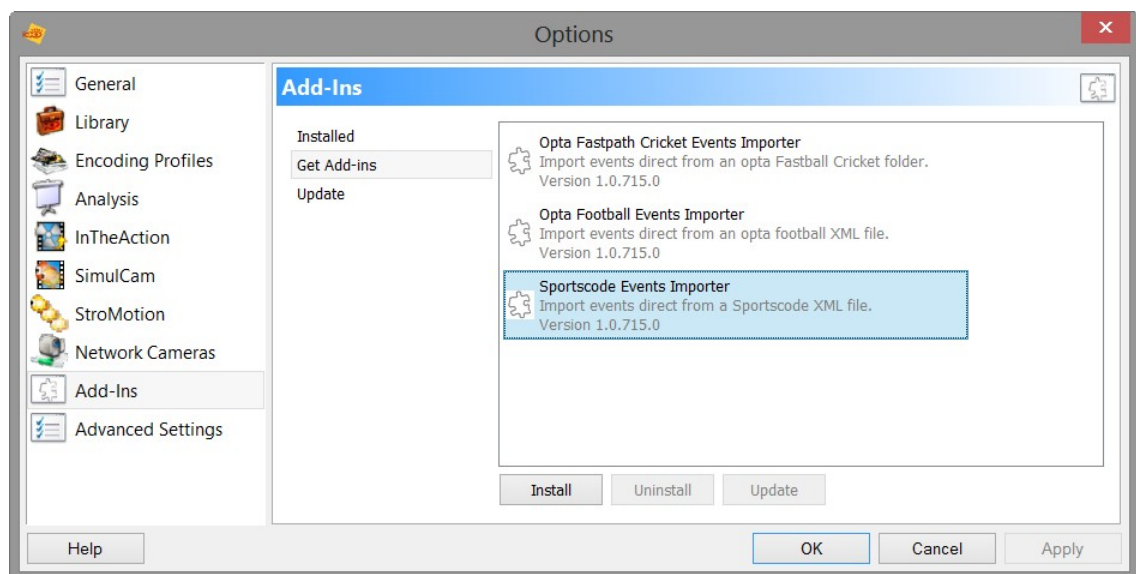 Options
General
Library
Encoding Profiles
Analysis
InTheAction
SimulCam
StroMotion
Network Cameras
Add-Ins
Advanced Settings
Add-Ins
Installed
Get Add-ins
Update
Opta Fastpath Cricket Events Importer
Import events direct from an opta Fastball Cricket folder.
Version 1.0.715.0
Opta Football Events Importer
Import events direct from an opta football XML file.
Version 1.0.715.0
Sportscode Events Importer
Import events direct from a Sportscode XML file.
Version 1.0.715.0
Install
Uninstall
Update
Help
OK
Cancel
Apply